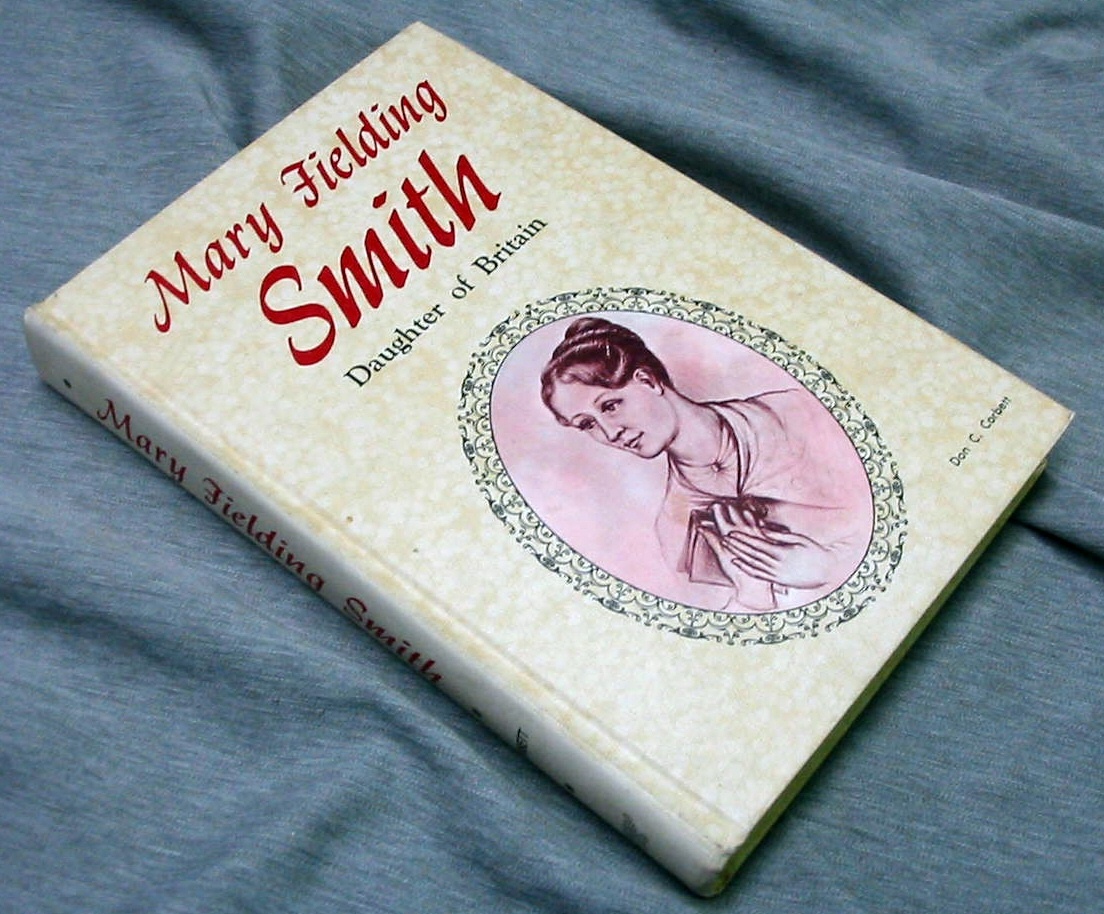 Mary Fielding
Smith
Daughter of Britain
Don C. Corbett
Mary Fielding Smith